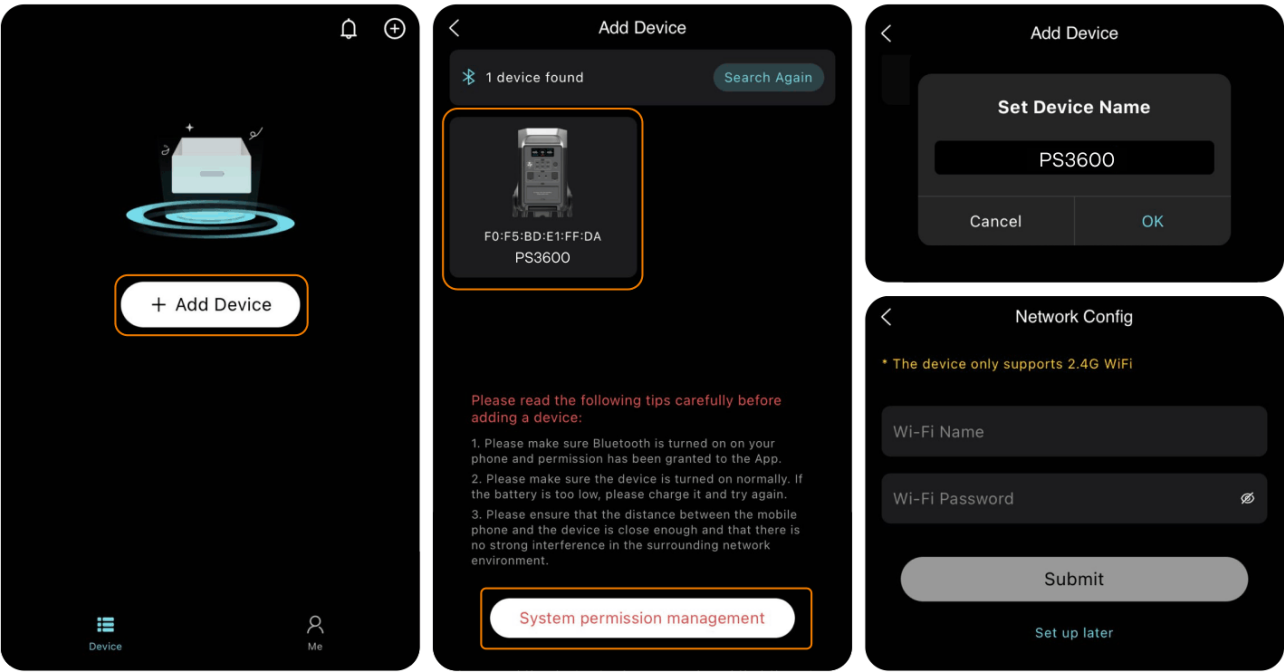 + Add Device
Device
Me
Add Device
1 device found
Search Again
F0:F5:BD:E1:FF:DA
PS3600
Please read the following tips carefully before
adding a device:
1. Please make sure Bluetooth is turned on on your
phone and permission has been granted to the App.
2. Please make sure the device is turned on normally. If
the battery is too low, please charge it and try again.
3. Please ensure that the distance between the mobile
phone and the device is close enough and that there is
no strong interference in the surrounding network
environment.
System permission management
Add Device
Set Device Name
PS3600
Cancel
OK
Network Config
* The device only supports 2.4G WiFi
Wi-Fi Name
Wi-Fi Password
Submit
Set up later